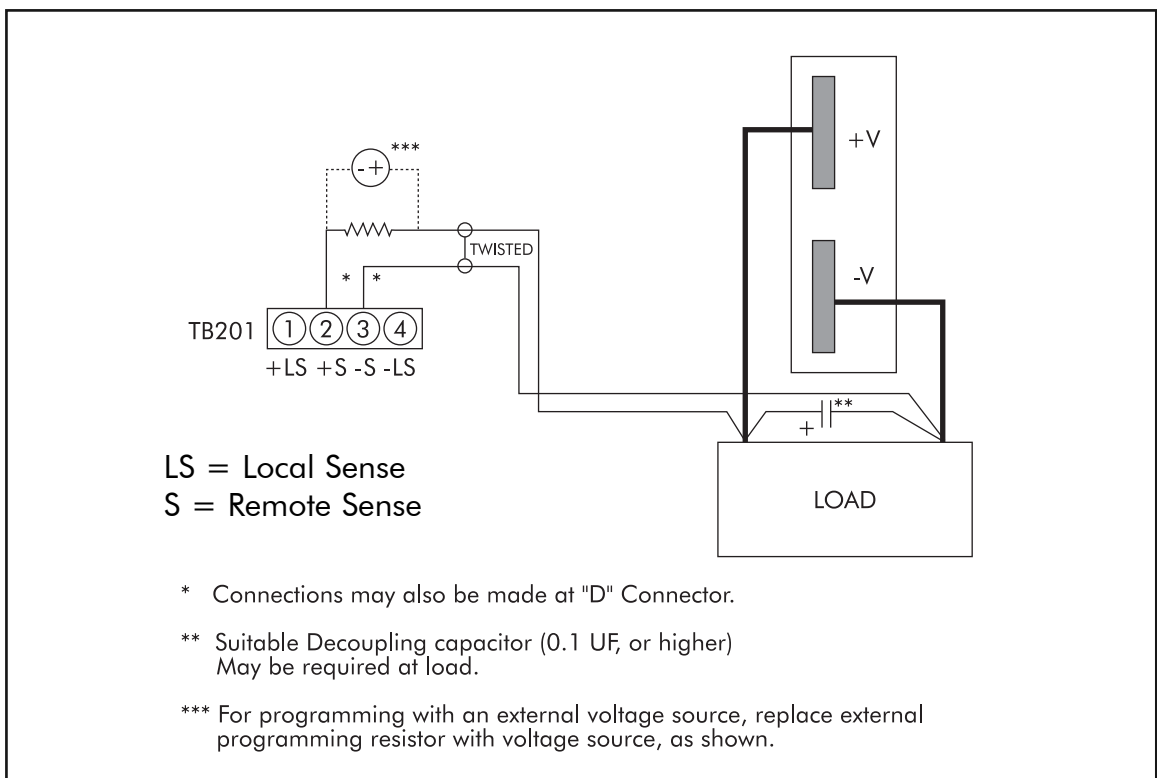 - + ***
+V
TWISTED
-V
* *
TB201 1 2 3 4
+LS +S -S -LS
+ **
LS = Local Sense
S = Remote Sense
LOAD
* Connections may also be made at "D" Connector.
** Suitable Decoupling capacitor (0.1 UF, or higher)
May be required at load.
*** For programming with an external voltage source, replace external
programming resistor with voltage source, as shown.